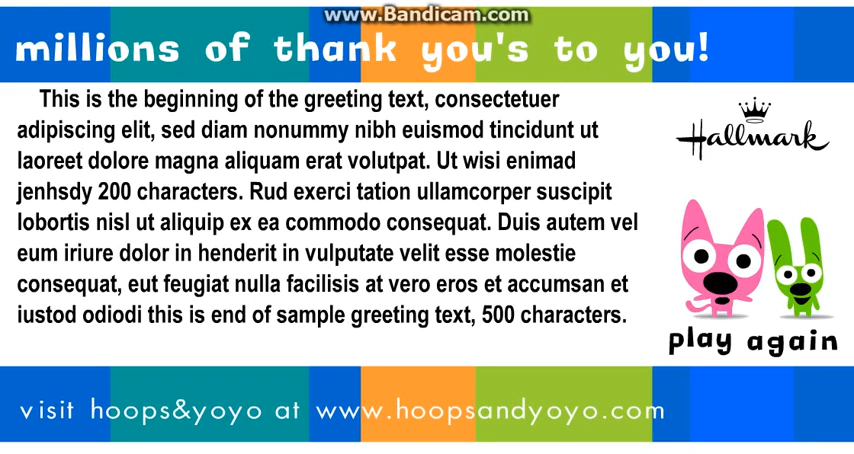 www.Bandicam.com
millions of thank you's to you!
This is the beginning of the greeting text, consectetuer
adipiscing elit, sed diam nonummy nibh euismod tincidunt ut
laoreet dolore magna aliquam erat volutpat. Ut wisi enimad
jenhsdy 200 characters. Rud exerci tation ullamcorper suscipit
lobortis nisl ut aliquip ex ea commodo consequat. Duis autem vel
eum iriure dolor in henderit in vulputate velit esse molestie
consequat, eut feugiat nulla facilisis at vero eros et accumsan et
iustod odiodi this is end of sample greeting text, 500 characters.
Hallmark
play again
visit hoops&yoyo at www.hoopsandyoyo.com